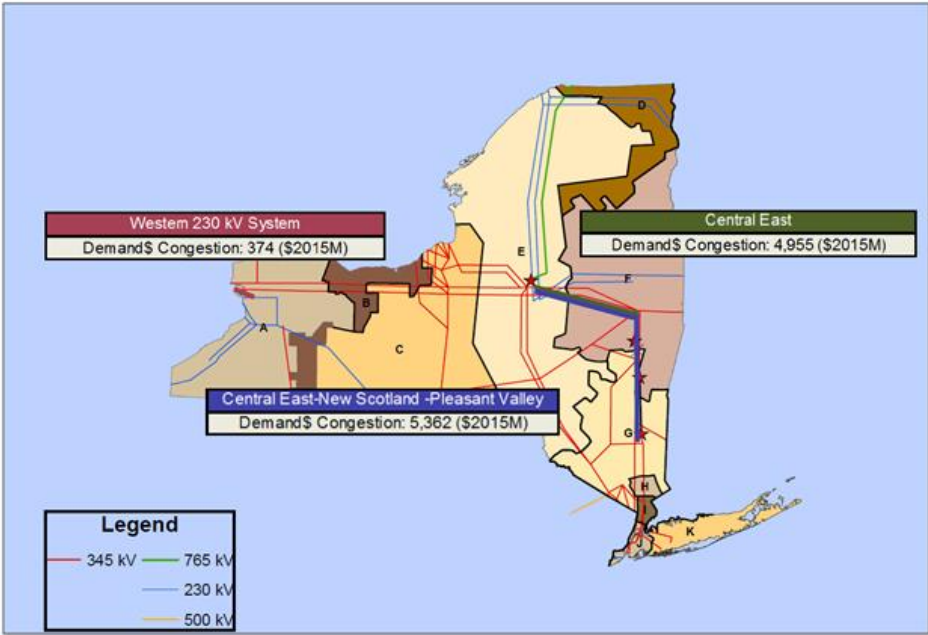 D
Western 230 kV System
Demand$ Congestion: 374 ($2015M)
Central East
Demand$ Congestion: 4,955 ($2015M)
E
F
B
A
C
Central East-New Scotland -Pleasant Valley
Demand$ Congestion: 5,362 ($2015M)
G
H
I
J
K
Legend
345 kV
765 kV
230 kV
500 kV